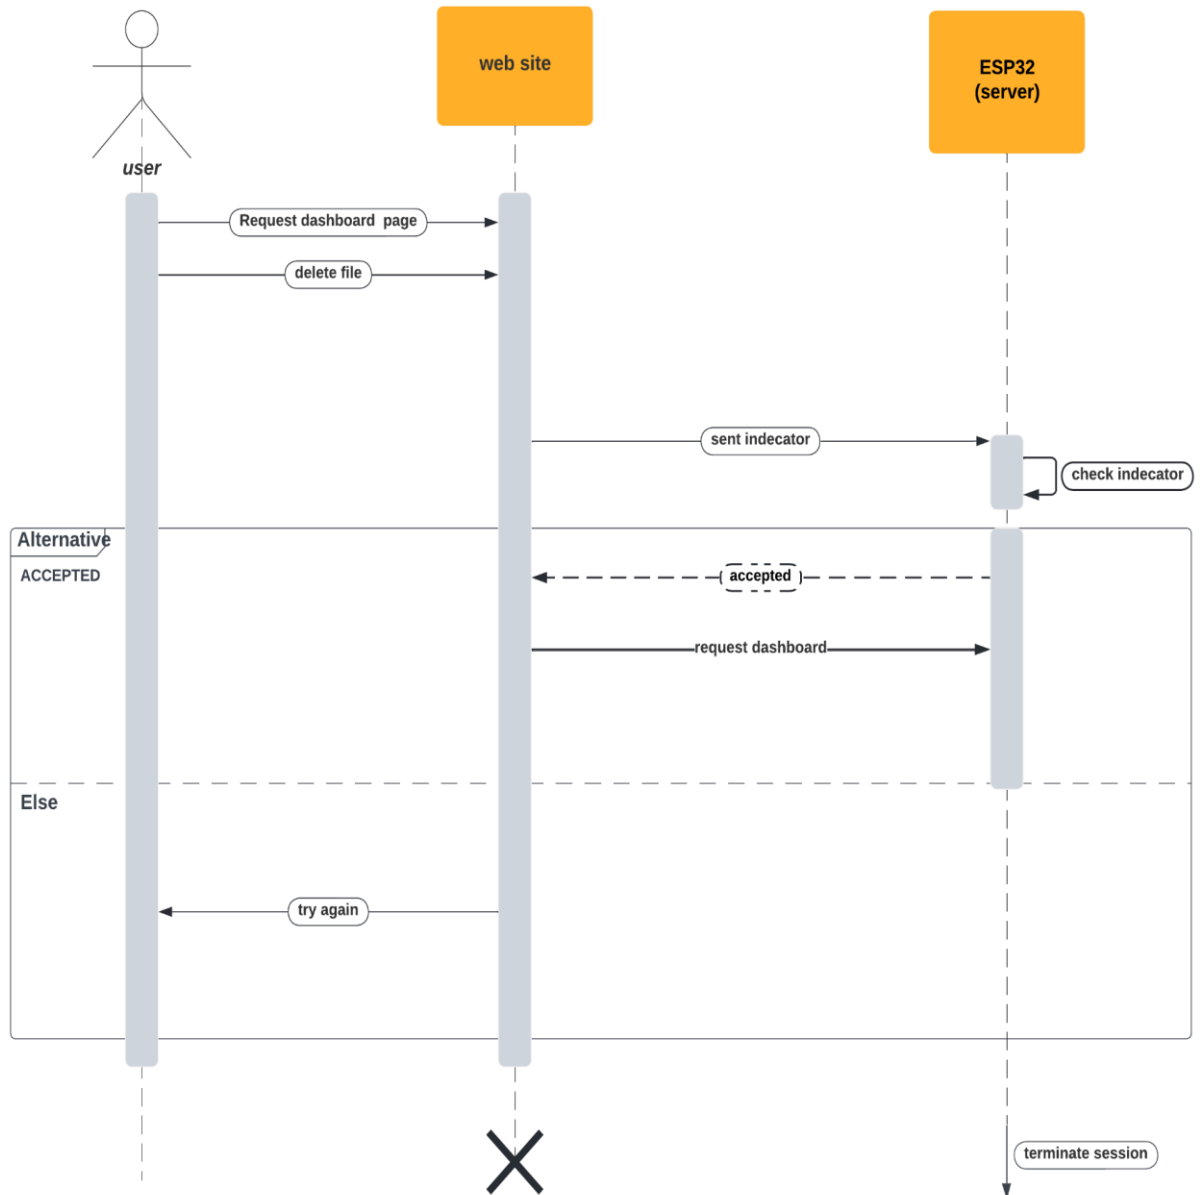 user
web site
ESP32
(server)
Request dashboard page
delete file
sent indecator
check indecator
Alternative
ACCEPTED
accepted
request dashboard
Else
try again
terminate session